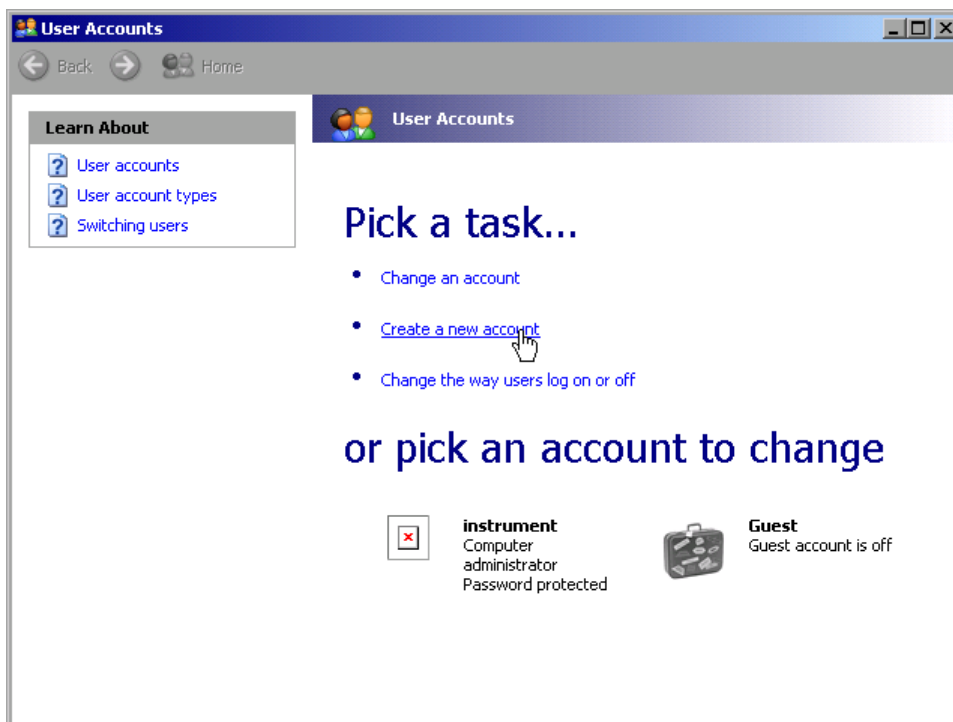 User Accounts
Back
Home
Learn About
User accounts
User account types
Switching users
User Accounts
Pick a task...
Change an account
Create a new account
Change the way users log on or off
or pick an account to change
instrument
Computer
administrator
Password protected
Guest
Guest account is off